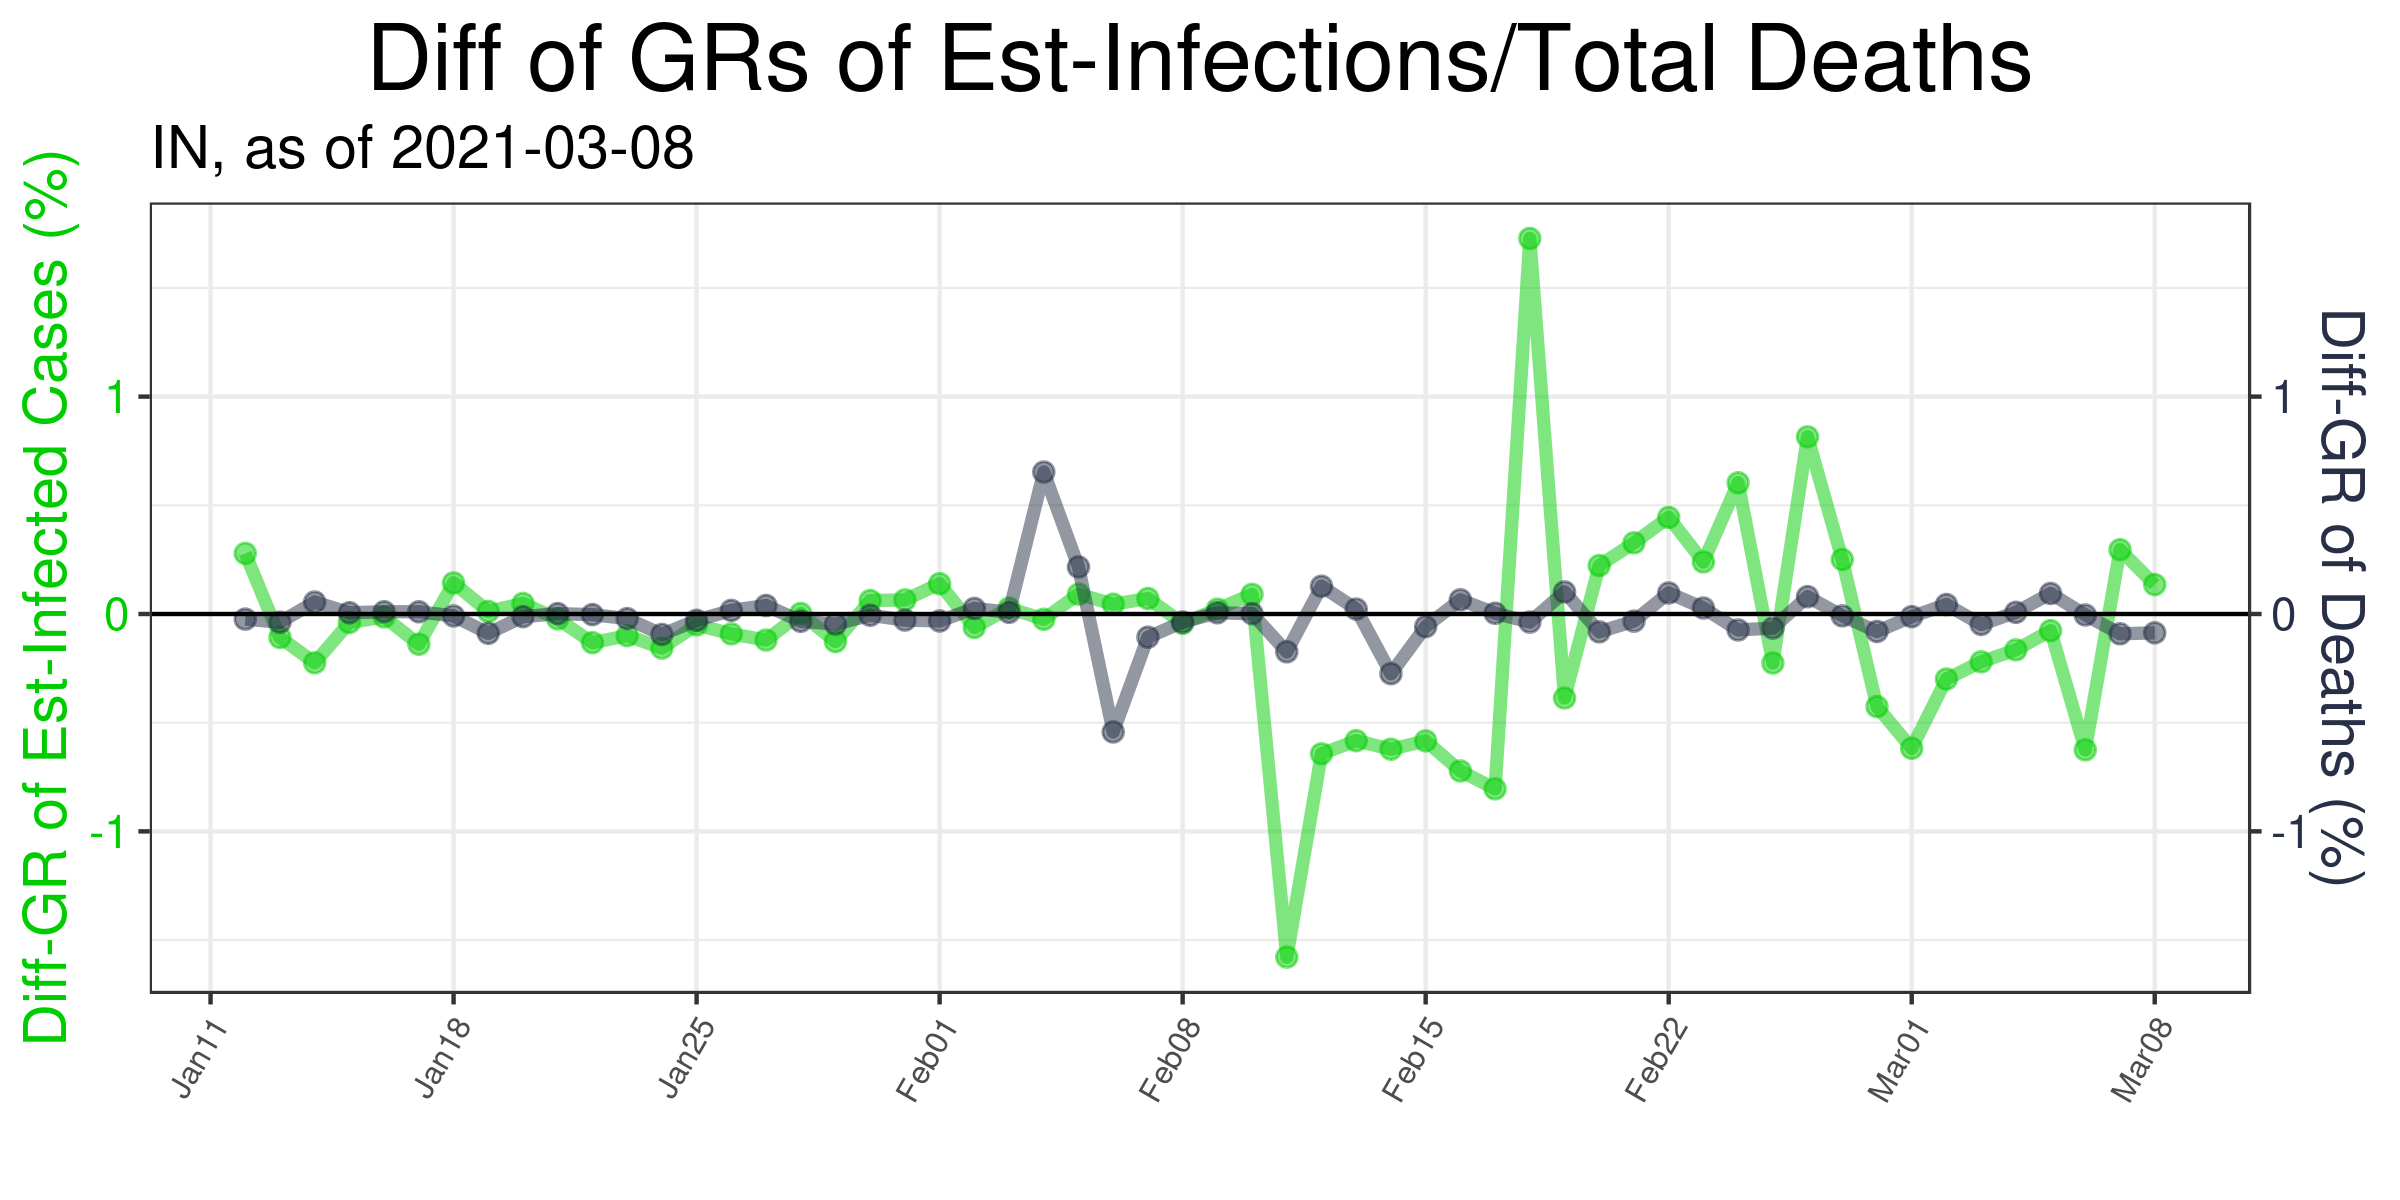 Diff of GRs of Est-Infections/Total Deaths
IN, as of 2021-03-08
Diff-GR of Est-Infected Cases (%)
1
0
-1
Diff-GR of Deaths (%)
1
0
-1
Jan11
Jan18
Jan25
Feb01
Feb08
Feb15
Feb22
Mar01
Mar08